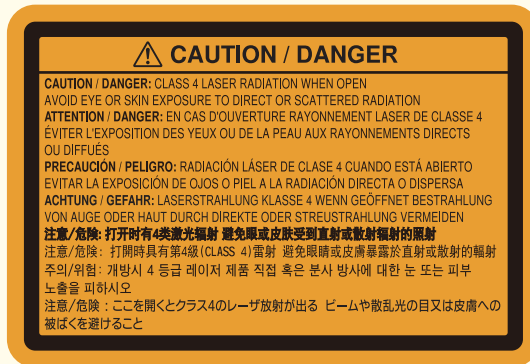 ⚠ CAUTION / DANGER
CAUTION / DANGER: CLASS 4 LASER RADIATION WHEN OPEN
AVOID EYE OR SKIN EXPOSURE TO DIRECT OR SCATTERED RADIATION
ATTENTION / DANGER: EN CAS D'OUVERTURE RAYONNEMENT LASER DE CLASSE 4
ÉVITER L'EXPOSITION DES YEUX OU DE LA PEAU AUX RAYONNEMENTS DIRECTS
OU DIFFUÉS
PRECAUCIÓN / PELIGRO: RADIACIÓN LÁSER DE CLASE 4 CUANDO ESTÁ ABIERTO
EVITAR LA EXPOSICIÓN DE OJOS O PIEL A LA RADIACIÓN DIRECTA O DISPERSA
ACHTUNG / GEFAHR: LASERSTRAHLUNG KLASSE 4 WENN GEÖFFNET BESTRAHLUNG
VON AUGE ODER HAUT DURCH DIREKTE ODER STREUSTRAHLUNG VERMEIDEN
注意/危险: 打开时有4类激光辐射 避免眼或皮肤受到直射或散射辐射的照射
注意/危險: 打開時具有第4級(CLASS 4)雷射 避免眼睛或皮膚暴露於直射或散射的輻射
주의/위험: 개방시 4 등급 레이저 제품 직접 혹은 분사 방사에 대한 눈 또는 피부
노출을 피하시오
注意/危険 : ここを開くとクラス4のレーザ放射が出る ビームや散乱光の目又は皮膚への
被ばくを避けること